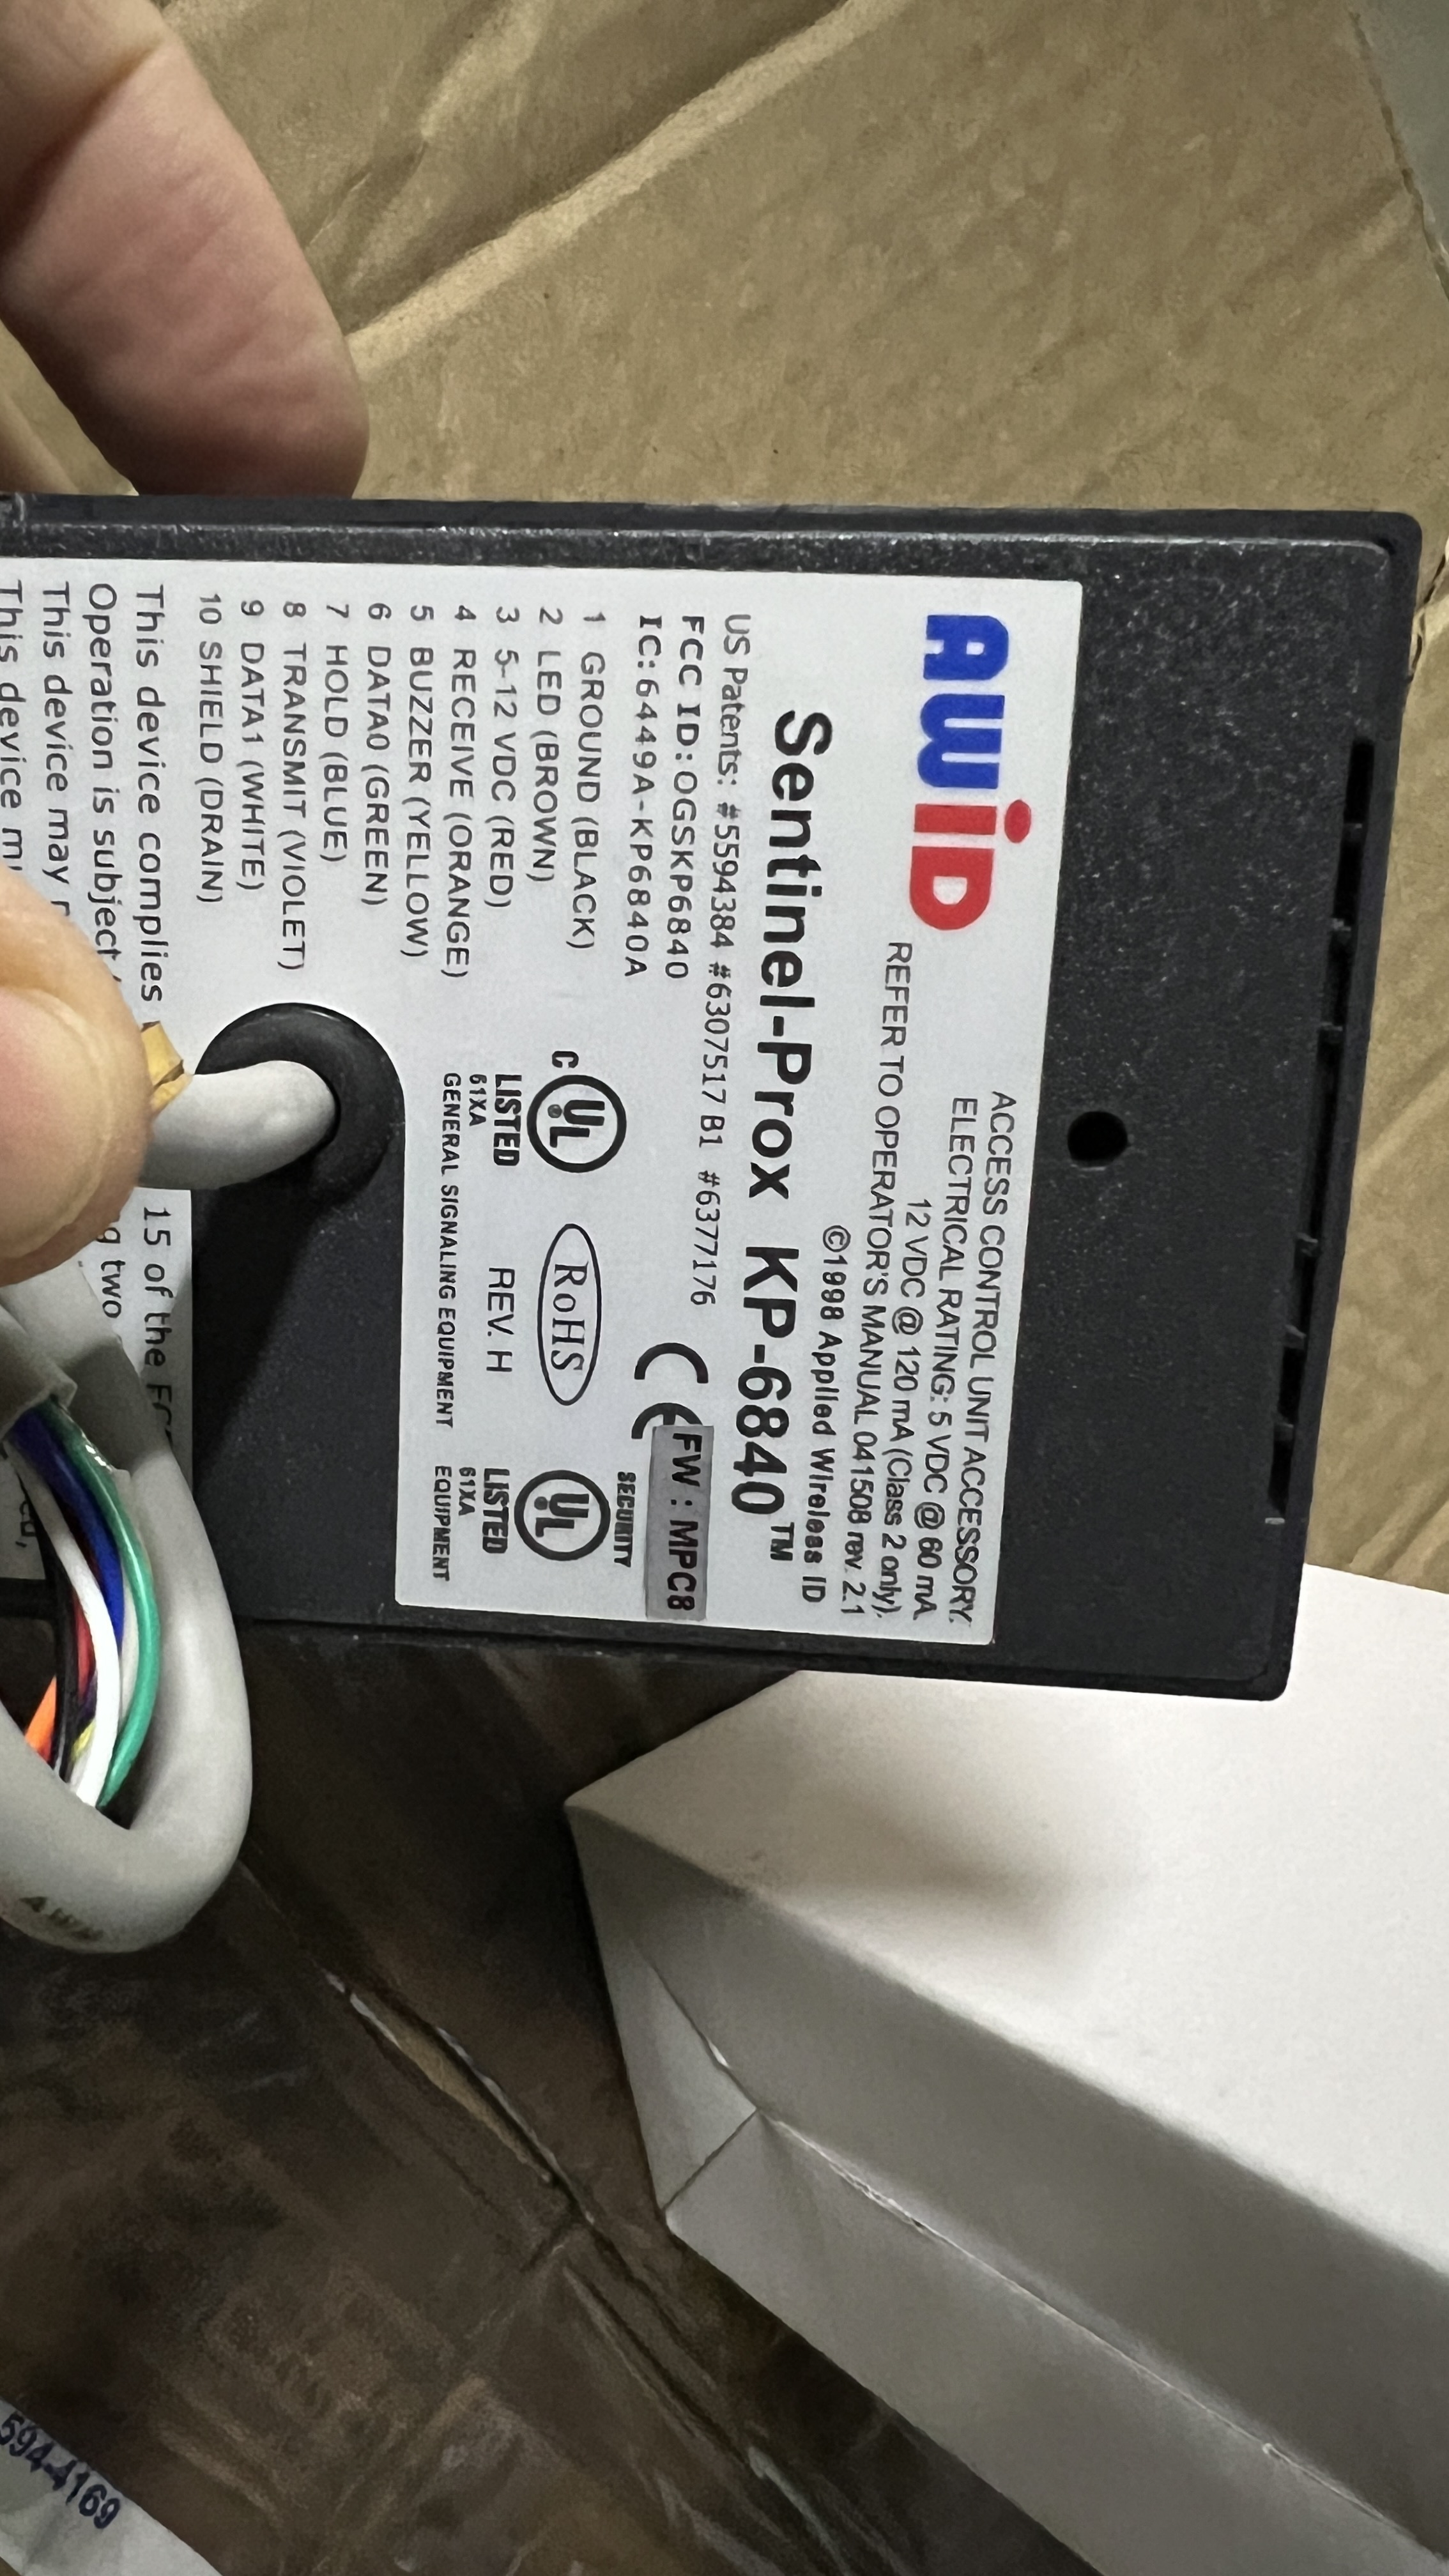 AWiD
ACCESS CONTROL UNIT ACCESSORY.
ELECTRICAL RATING: 5 VDC @ 60 mA
12 VDC @ 120 mA (Class 2 only).
REFER TO OPERATOR'S MANUAL 041508 rev. 2.1
©1998 Applied Wireless ID
Sentinel-Prox KP-6840™
US Patents: #5594384 #6307517 B1 #6377176
FCC ID:OGSKP6840
IC:6449A-KP6840A
CE
FW : MPC8
1 GROUND (BLACK)
2 LED (BROWN)
3 5-12 VDC (RED)
4 RECEIVE (ORANGE)
5 BUZZER (YELLOW)
6 DATA0 (GREEN)
7 HOLD (BLUE)
8 TRANSMIT (VIOLET)
9 DATA1 (WHITE)
10 SHIELD (DRAIN)
C UL
LISTED
61XA
GENERAL SIGNALING EQUIPMENT
RoHS
REV. H
SECURITY
UL
LISTED
61XA
EQUIPMENT
This device complies 15 of the
Operation is subject two
This device may
This device
594-4169